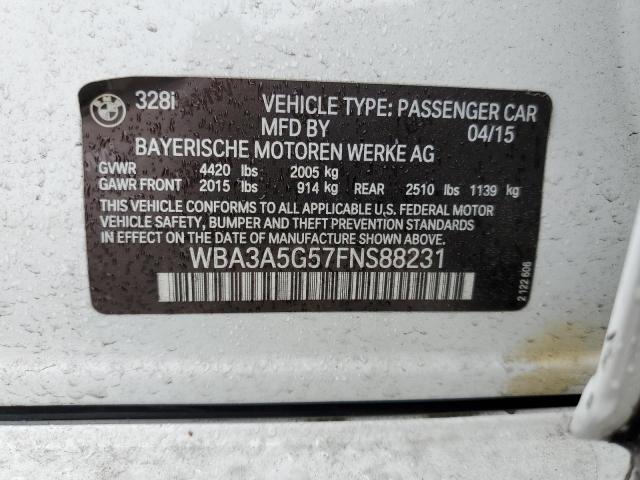 BMW 328i VEHICLE TYPE: PASSENGER CAR
MFD BY 04/15
BAYERISCHE MOTOREN WERKE AG
GVWR 4420 lbs 2005 kg
GAWR FRONT 2015 lbs 914 kg REAR 2510 lbs 1139 kg
THIS VEHICLE CONFORMS TO ALL APPLICABLE U.S. FEDERAL MOTOR
VEHICLE SAFETY, BUMPER AND THEFT PREVENTION STANDARDS
IN EFFECT ON THE DATE OF MANUFACTURE SHOWN ABOVE.
WBA3A5G57FNS88231
2 122 606